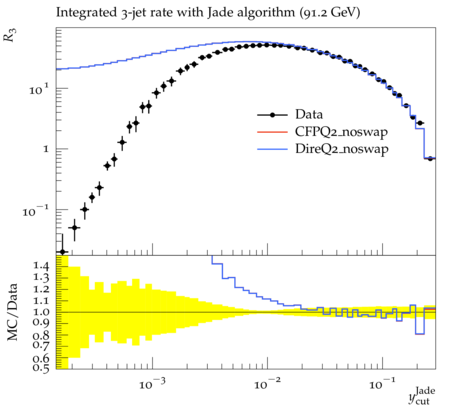 Integrated 3-jet rate with Jade algorithm (91.2 GeV)
R₃
10¹
1
10⁻¹
Data
CFPQ2_noswap
DireQ2_noswap
MC/Data
1.4
1.3
1.2
1.1
1.0
0.9
0.8
0.7
0.6
0.5
10⁻³
10⁻²
10⁻¹
y_cut^Jade